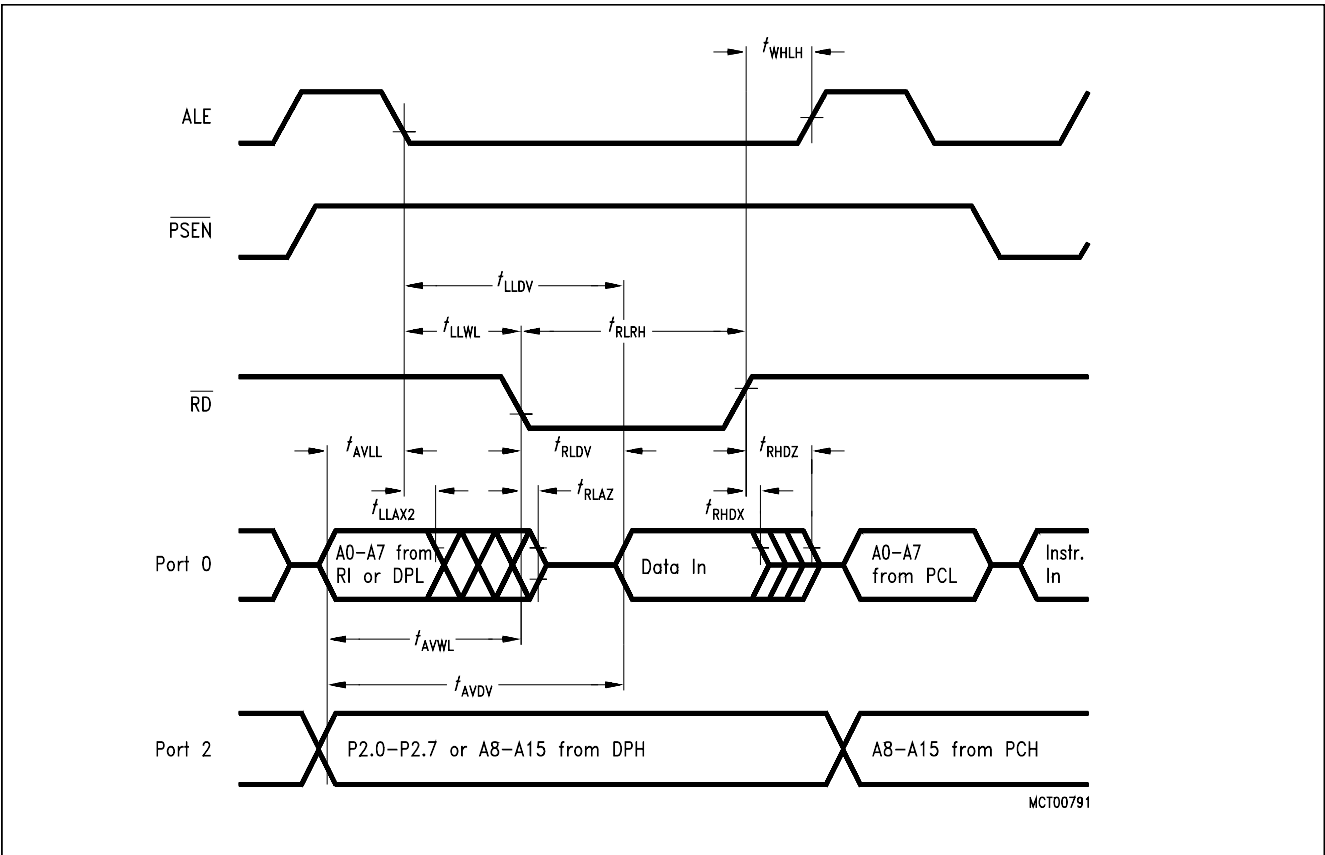 tWHLH
ALE
PSEN
tLLDV
tLLWL
tRLRH
RD
tAVLL
tRLDV
tRHDZ
tLLAX2
tRLAZ
tRHDX
Port 0
A0–A7 from
RI or DPL
Data In
A0–A7
from PCL
Instr.
In
tAVWL
tAVDV
Port 2
P2.0–P2.7 or A8–A15 from DPH
A8–A15 from PCH
MCT00791